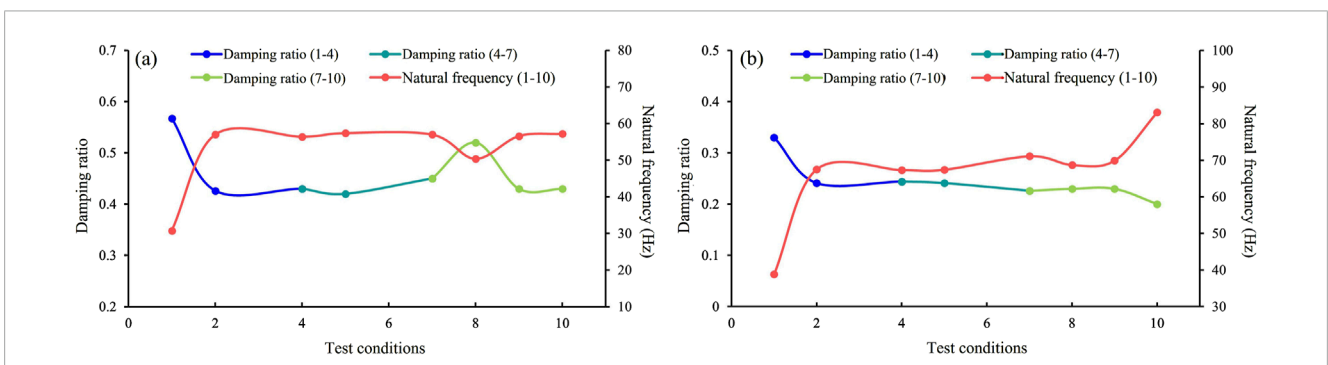 (a)
Damping ratio (1-4)
Damping ratio (4-7)
Damping ratio (7-10)
Natural frequency (1-10)
0.7
0.6
0.5
0.4
0.3
0.2
Damping ratio
80
70
60
50
40
30
20
10
Natural frequency (Hz)
0
2
4
6
8
10
Test conditions
(b)
Damping ratio (1-4)
Damping ratio (4-7)
Damping ratio (7-10)
Natural frequency (1-10)
0.5
0.4
0.3
0.2
0.1
0
Damping ratio
100
90
80
70
60
50
40
30
Natural frequency (Hz)
0
2
4
6
8
10
Test conditions